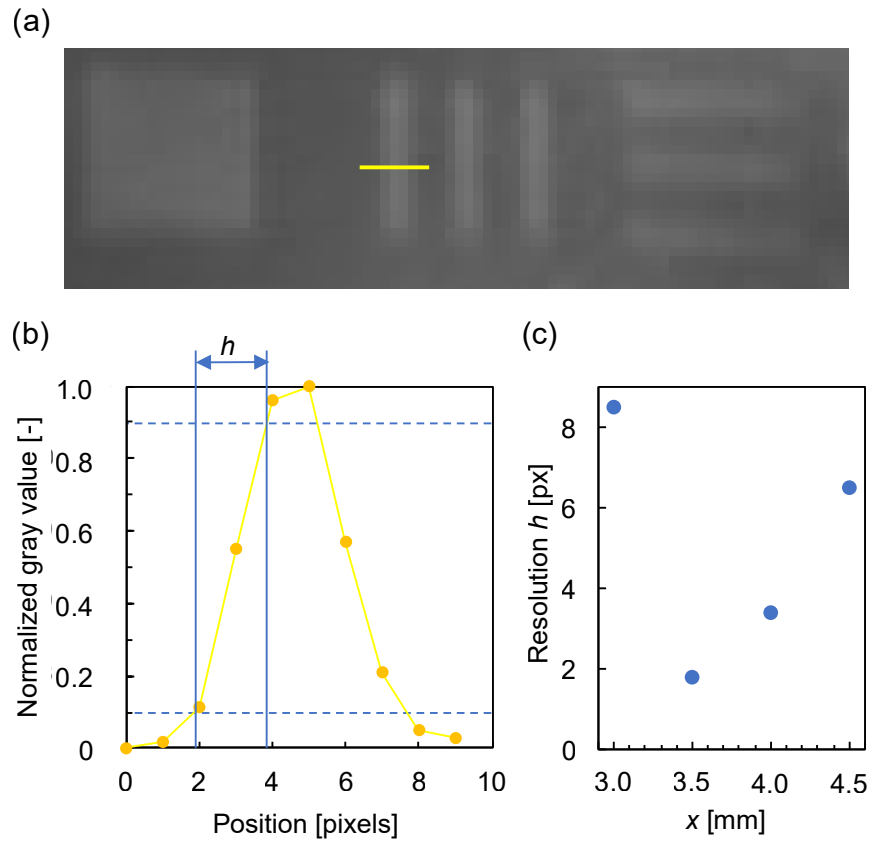 (a)
(b)
h
Normalized gray value [-]
1.0
0.8
0.6
0.4
0.2
0
0 2 4 6 8 10
Position [pixels]
(c)
Resolution h [px]
8
6
4
2
0
3.0 3.5 4.0 4.5
x [mm]